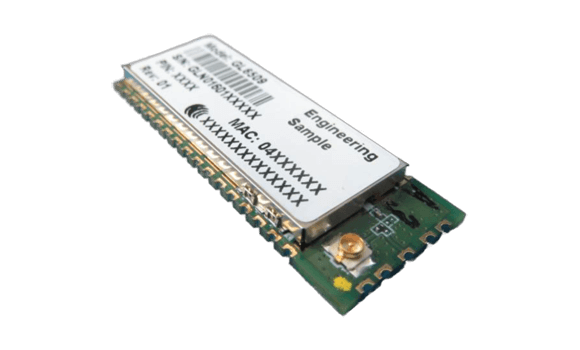 Model: GL6509
S/N: GLN01601XXXXX
P/N: XXXX
Rev: 01
Engineering
Sample
MAC: 04XXXXXX
XXXXXXXXXXXXXX